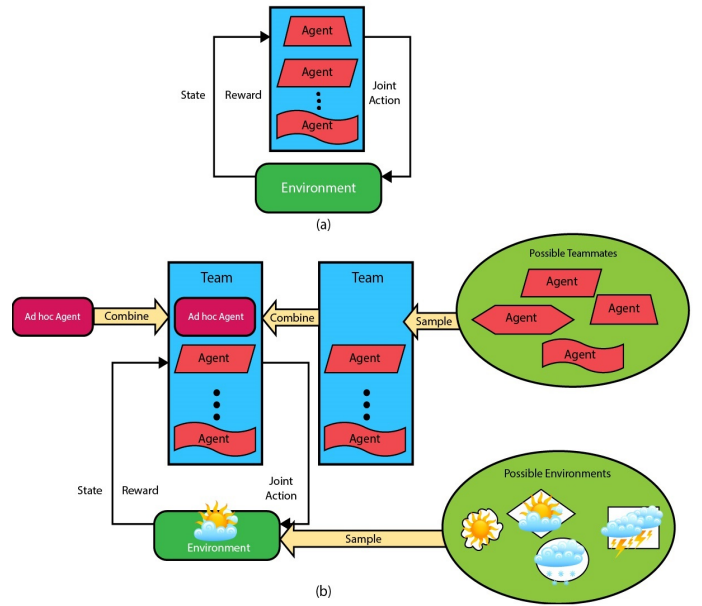 Agent
Agent
Agent
State
Reward
Joint
Action
Environment
(a)
Team
Team
Possible Teammates
Agent
Agent
Agent
Agent
Ad hoc Agent
Combine
Ad hoc Agent
Combine
Sample
Agent
Agent
Agent
Agent
State
Reward
Joint
Action
Environment
Sample
Possible Environments
(b)